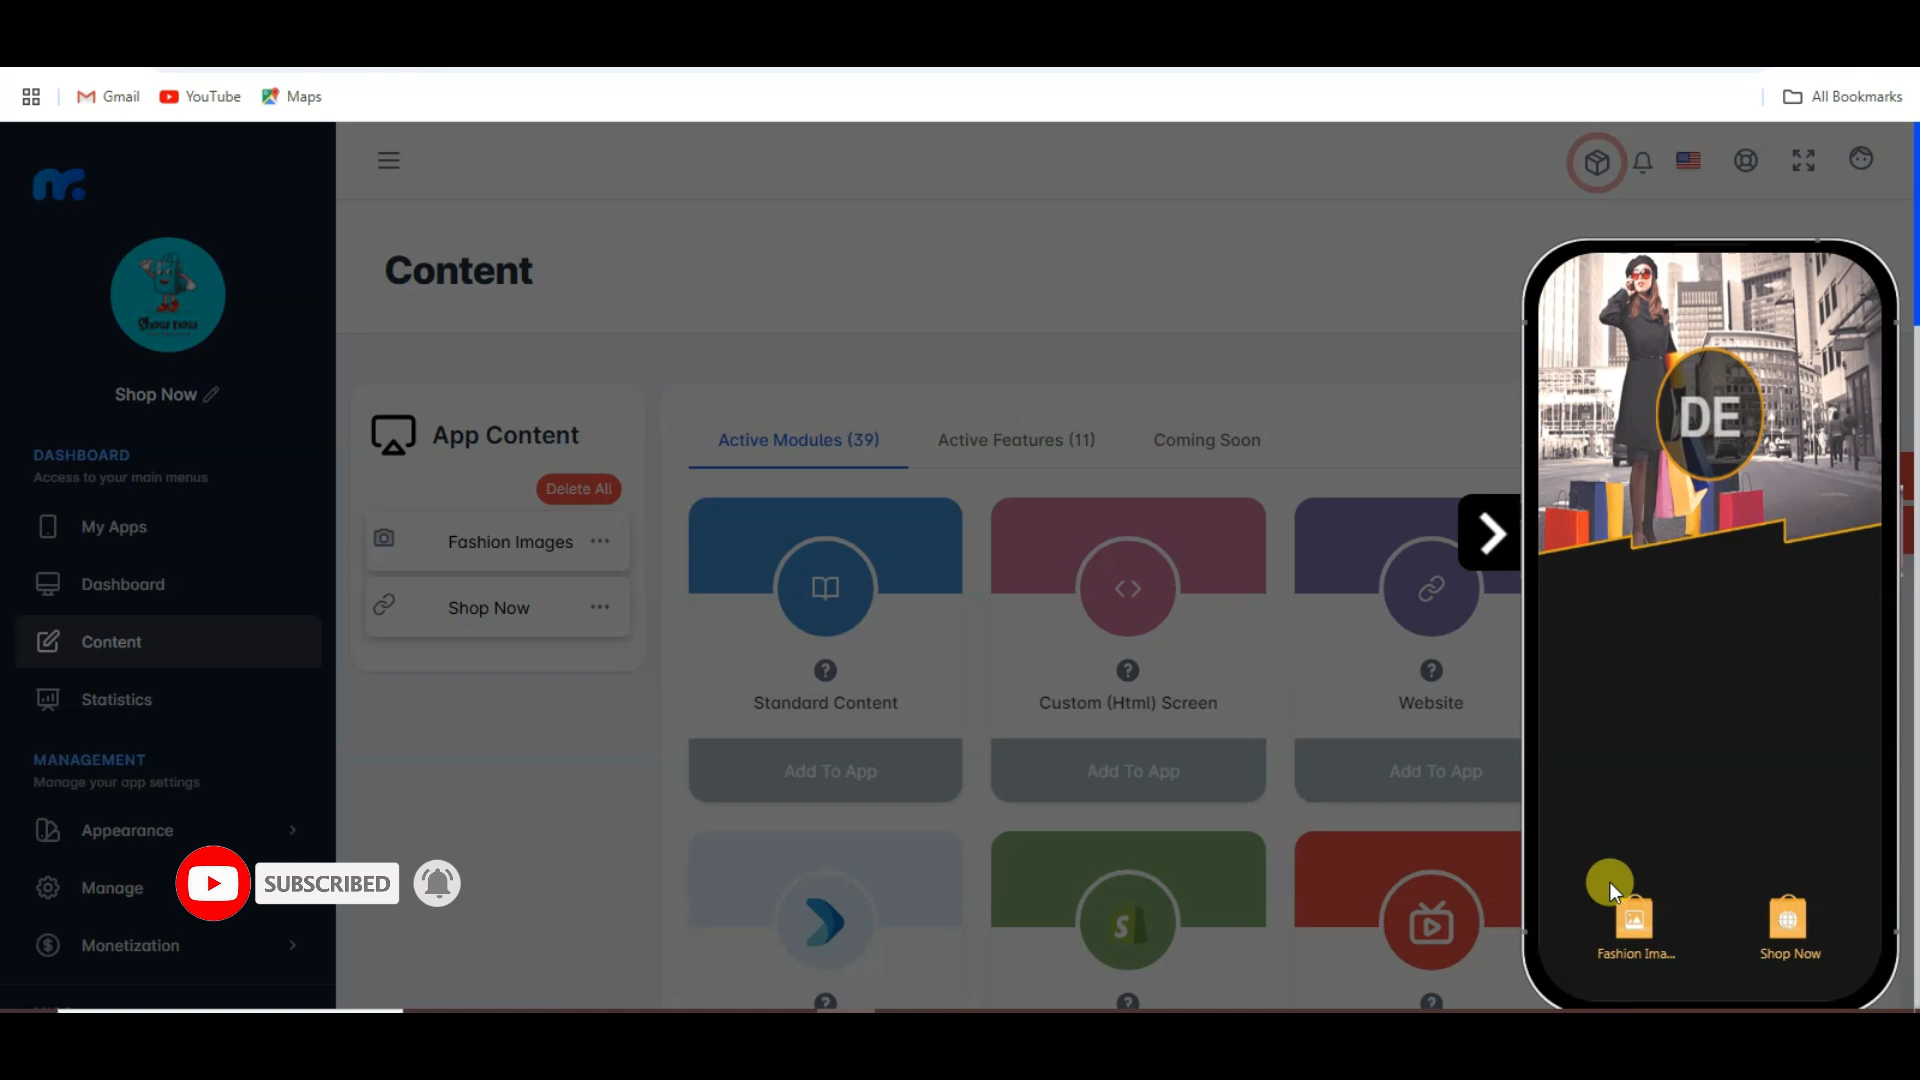 Gmail
YouTube
Maps
All Bookmarks
Show now
Shop Now
DASHBOARD
Access to your main menus
My Apps
Dashboard
Content
Statistics
MANAGEMENT
Manage your app settings
Appearance
Manage
Monetization
SUBSCRIBED
Content
App Content
Delete All
Fashion Images
Shop Now
Active Modules (39)
Active Features (11)
Coming Soon
Standard Content
Add To App
Custom (Html) Screen
Add To App
Website
Add To App
DE
Fashion Ima...
Shop Now